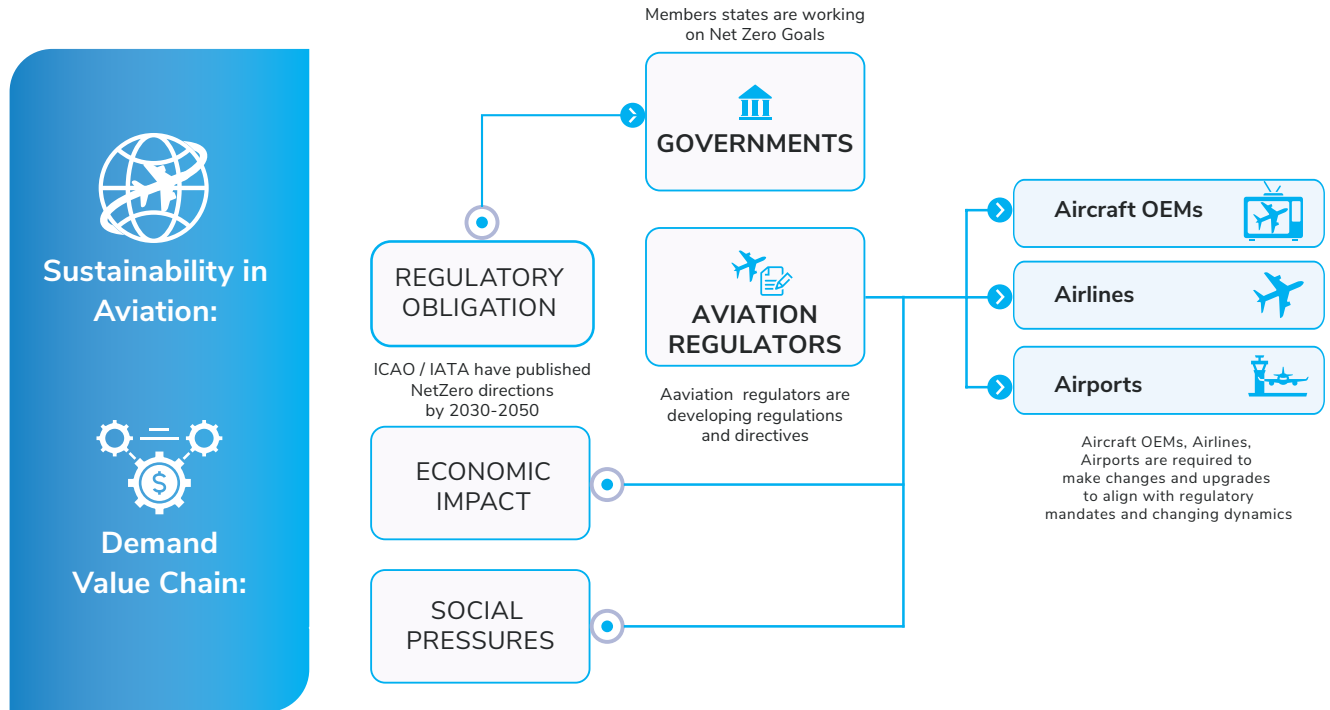 Sustainability in
Aviation:
Demand
Value Chain:
REGULATORY
OBLIGATION
ICAO / IATA have published
NetZero directions
by 2030-2050
ECONOMIC
IMPACT
SOCIAL
PRESSURES
Members states are working
on Net Zero Goals
GOVERNMENTS
AVIATION
REGULATORS
Aaviation regulators are
developing regulations
and directives
Aircraft OEMs
Airlines
Airports
Aircraft OEMs, Airlines,
Airports are required to
make changes and upgrades
to align with regulatory
mandates and changing dynamics